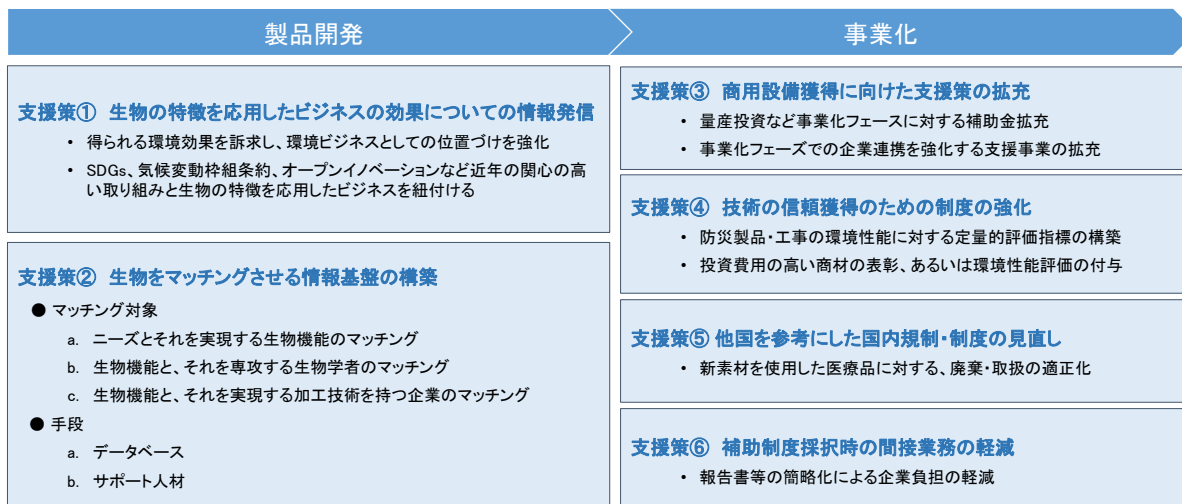 製品開発
事業化
支援策① 生物の特徴を応用したビジネスの効果についての情報発信
• 得られる環境効果を訴求し、環境ビジネスとしての位置づけを強化
• SDGs、気候変動枠組条約、オープンイノベーションなど近年の関心の高
い取り組みと生物の特徴を応用したビジネスを紐付ける
支援策② 生物をマッチングさせる情報基盤の構築
● マッチング対象
a. ニーズとそれを実現する生物機能のマッチング
b. 生物機能と、それを専攻する生物学者のマッチング
c. 生物機能と、それを実現する加工技術を持つ企業のマッチング
● 手段
a. データベース
b. サポート人材
支援策③ 商用設備獲得に向けた支援策の拡充
• 量産投資など事業化フェースに対する補助金拡充
• 事業化フェーズでの企業連携を強化する支援事業の拡充
支援策④ 技術の信頼獲得のための制度の強化
• 防災製品・工事の環境性能に対する定量的評価指標の構築
• 投資費用の高い商材の表彰、あるいは環境性能評価の付与
支援策⑤ 他国を参考にした国内規制・制度の見直し
• 新素材を使用した医療品に対する、廃棄・取扱の適正化
支援策⑥ 補助制度採択時の間接業務の軽減
• 報告書等の簡略化による企業負担の軽減